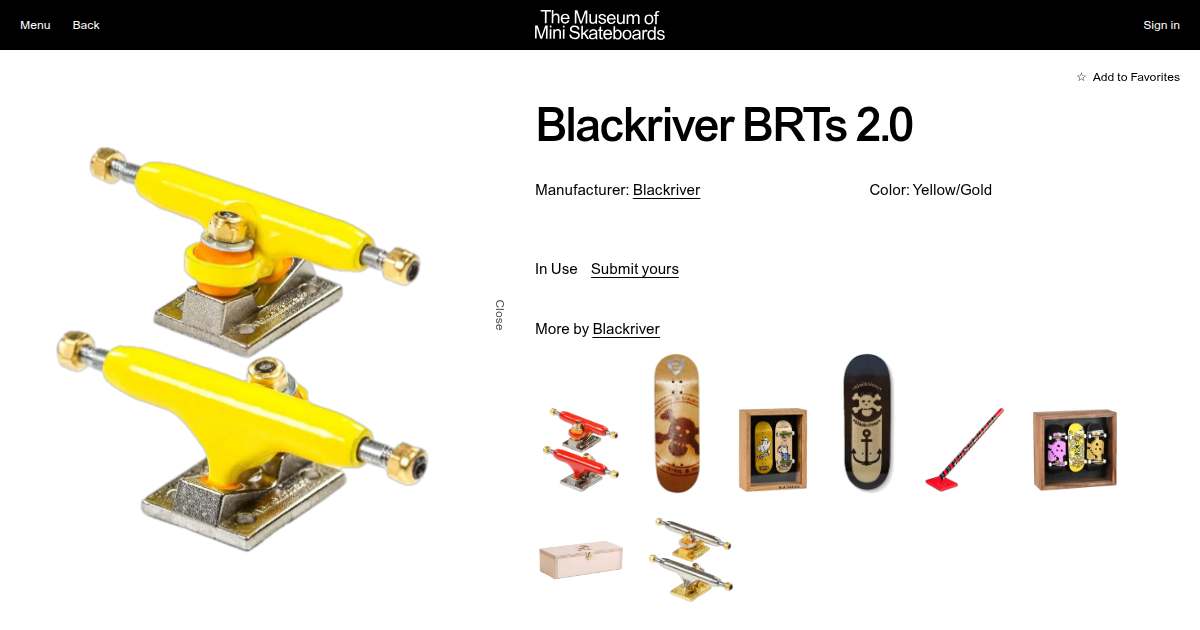 Menu
Back
The Museum of
Mini Skateboards
Sign in
☆ Add to Favorites
Blackriver BRTs 2.0
Manufacturer: Blackriver
Color: Yellow/Gold
In Use
Submit yours
Close
More by Blackriver